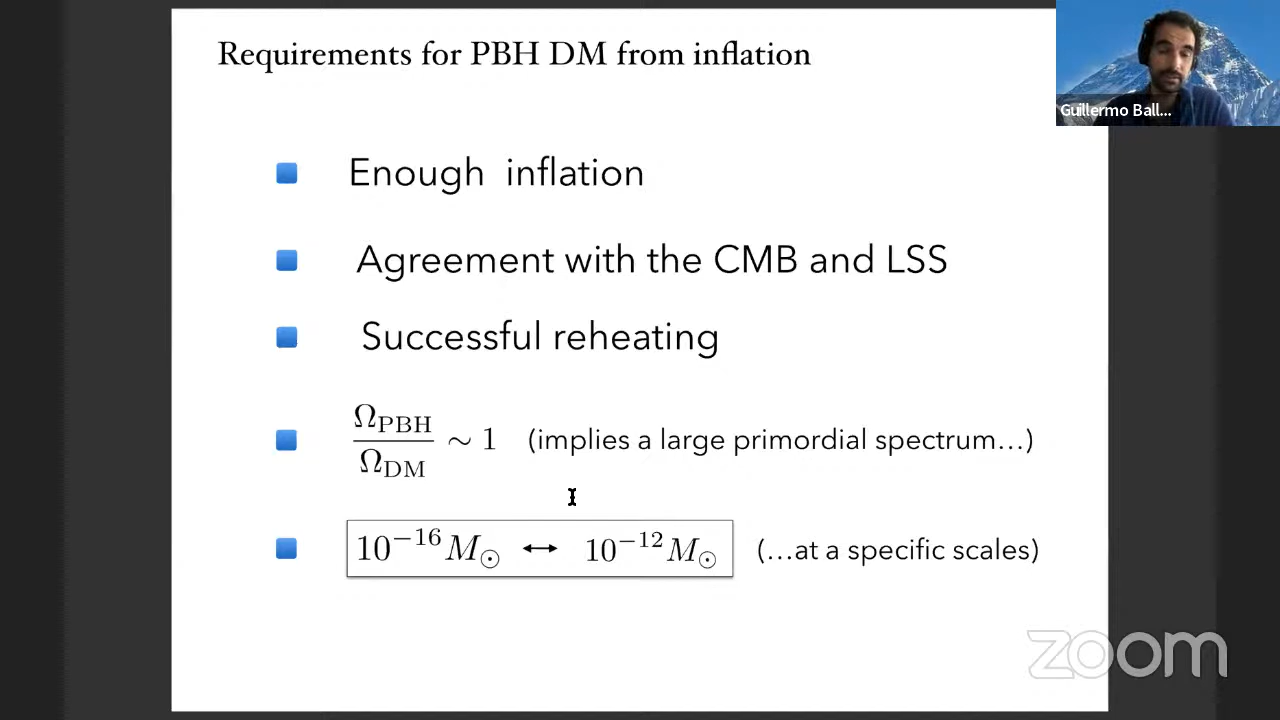 Requirements for PBH DM from inflation
Guillermo Ball...
Enough inflation
Agreement with the CMB and LSS
Successful reheating
Ω_PBH / Ω_DM ∼ 1 (implies a large primordial spectrum…)
10^−16 M_⊙ ↔ 10^−12 M_⊙ (…at a specific scales)
zoom